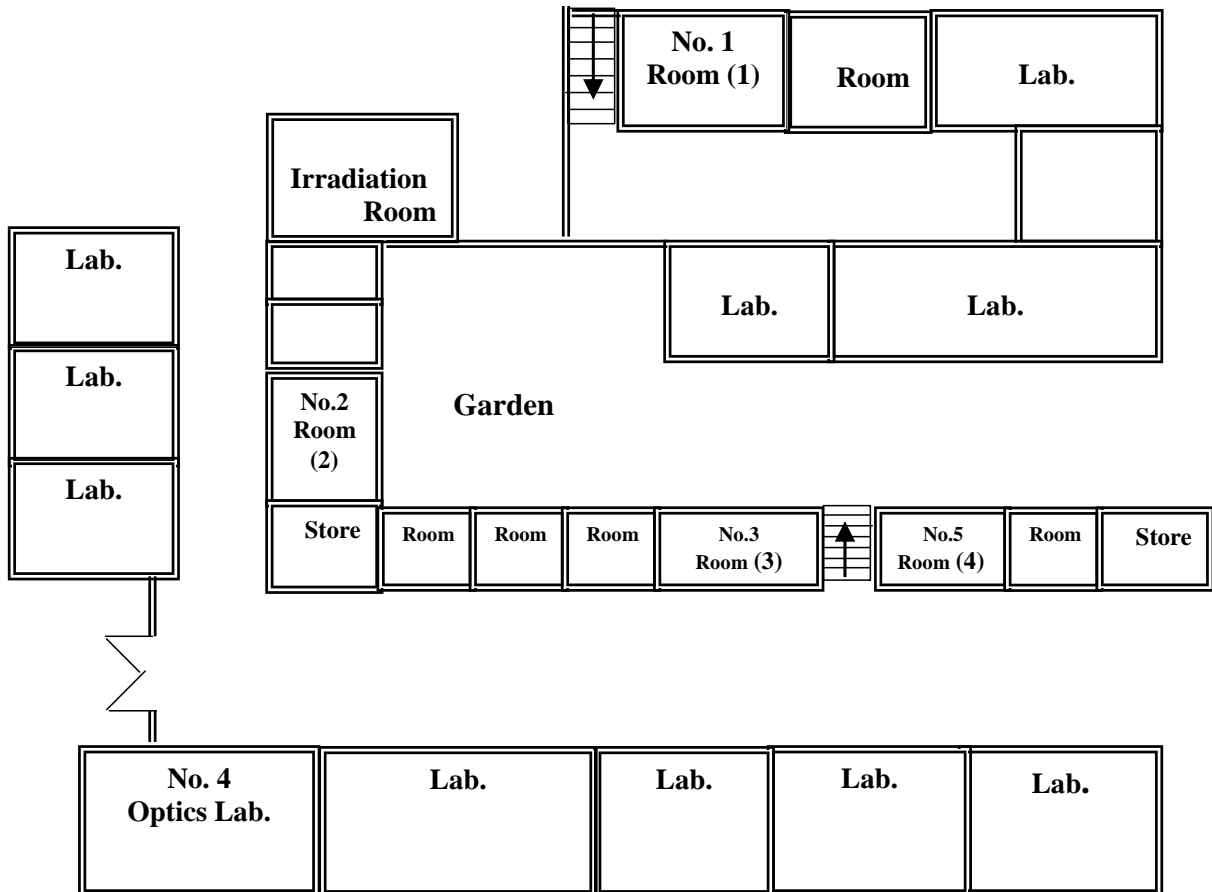 No. 1
Room (1)
Room
Lab.
Irradiation
Room
Lab.
Lab.
Lab.
Lab.
No.2
Room
(2)
Garden
Lab.
Store
Room
Room
Room
No.3
Room (3)
No.5
Room (4)
Room
Store
No. 4
Optics Lab.
Lab.
Lab.
Lab.
Lab.